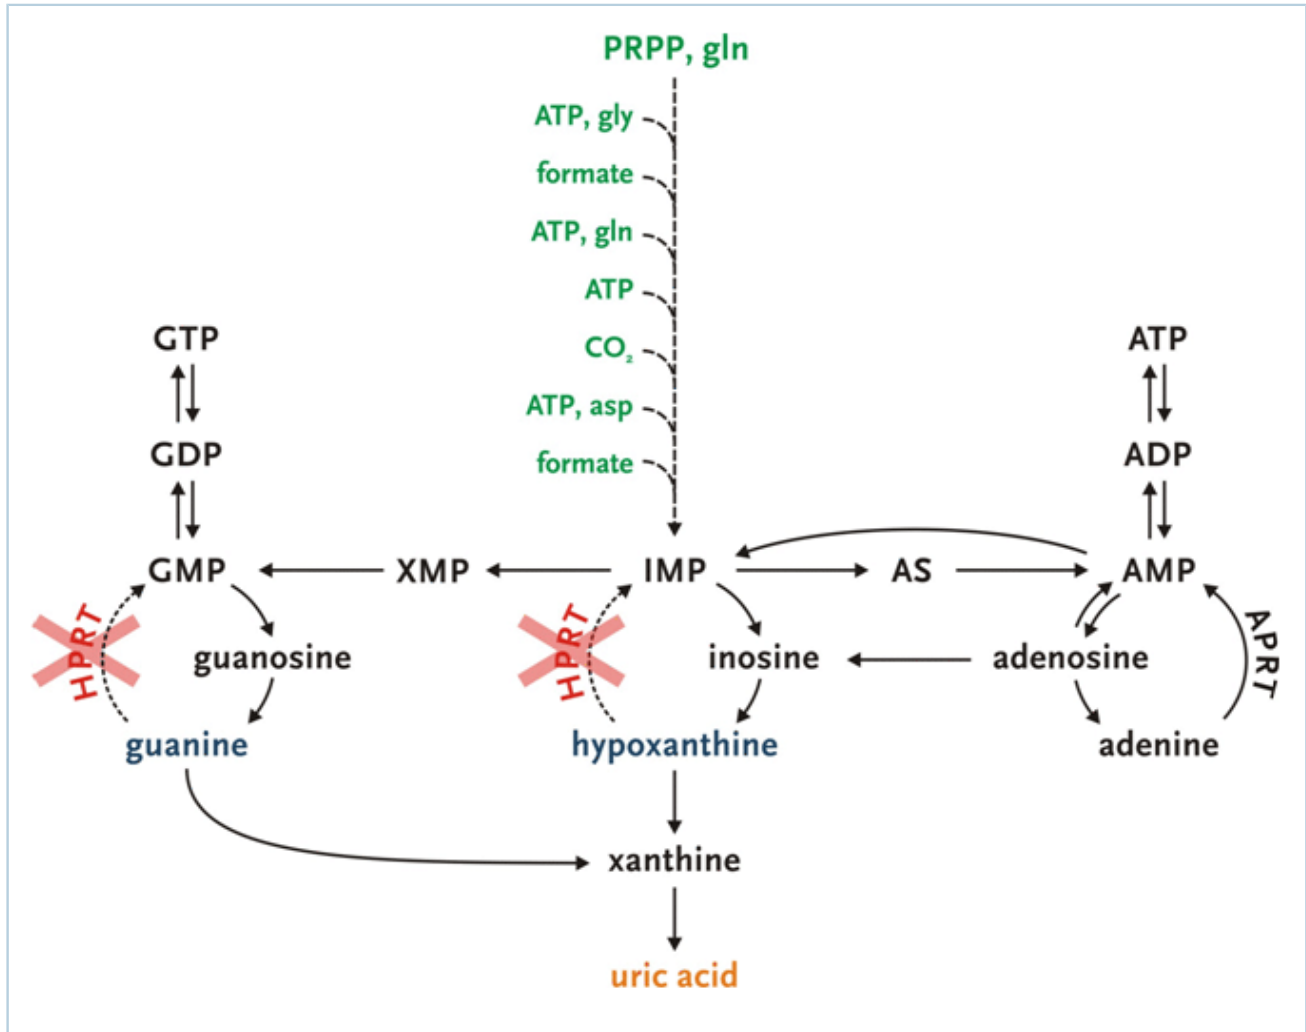 PRPP, gln
ATP, gly
formate
ATP, gln
ATP
CO₂
ATP, asp
formate
GTP
ATP
GDP
ADP
GMP
XMP
IMP
AS
AMP
HPRT
guanosine
HPRT
inosine
adenosine
APRT
guanine
hypoxanthine
adenine
xanthine
uric acid